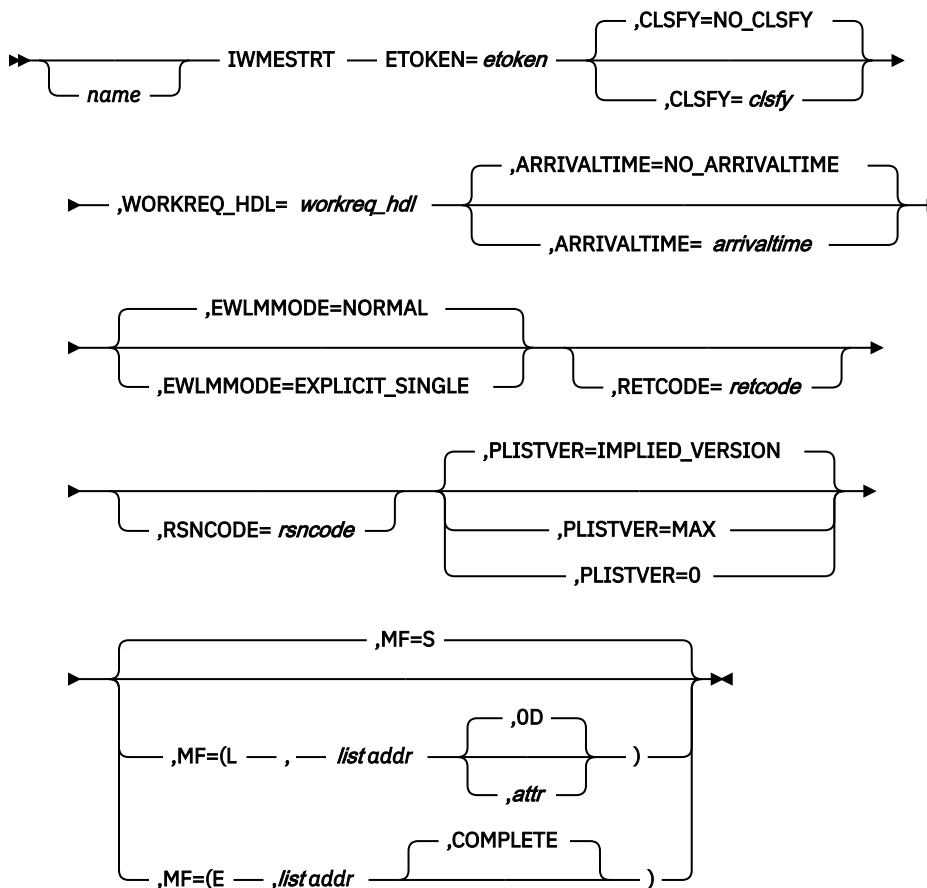 ,CLSFY=NO_CLSFY
name IWMESTRT ETOKEN= etoken ,CLSFY= clsfy
,ARRIVALTIME=NO_ARRIVALTIME
,WORKREQ_HDL= workreq_hdl ,ARRIVALTIME= arrivaltime
,EWLMMODE=NORMAL
,EWLMMODE=EXPLICIT_SINGLE ,RETCODE= retcode
,PLISTVER=IMPLIED_VERSION
,RSNCODE= rsncode ,PLISTVER=MAX
,PLISTVER=0
,MF=S
,0D
,MF=(L , list addr )
,attr
,COMPLETE
,MF=(E ,list addr )